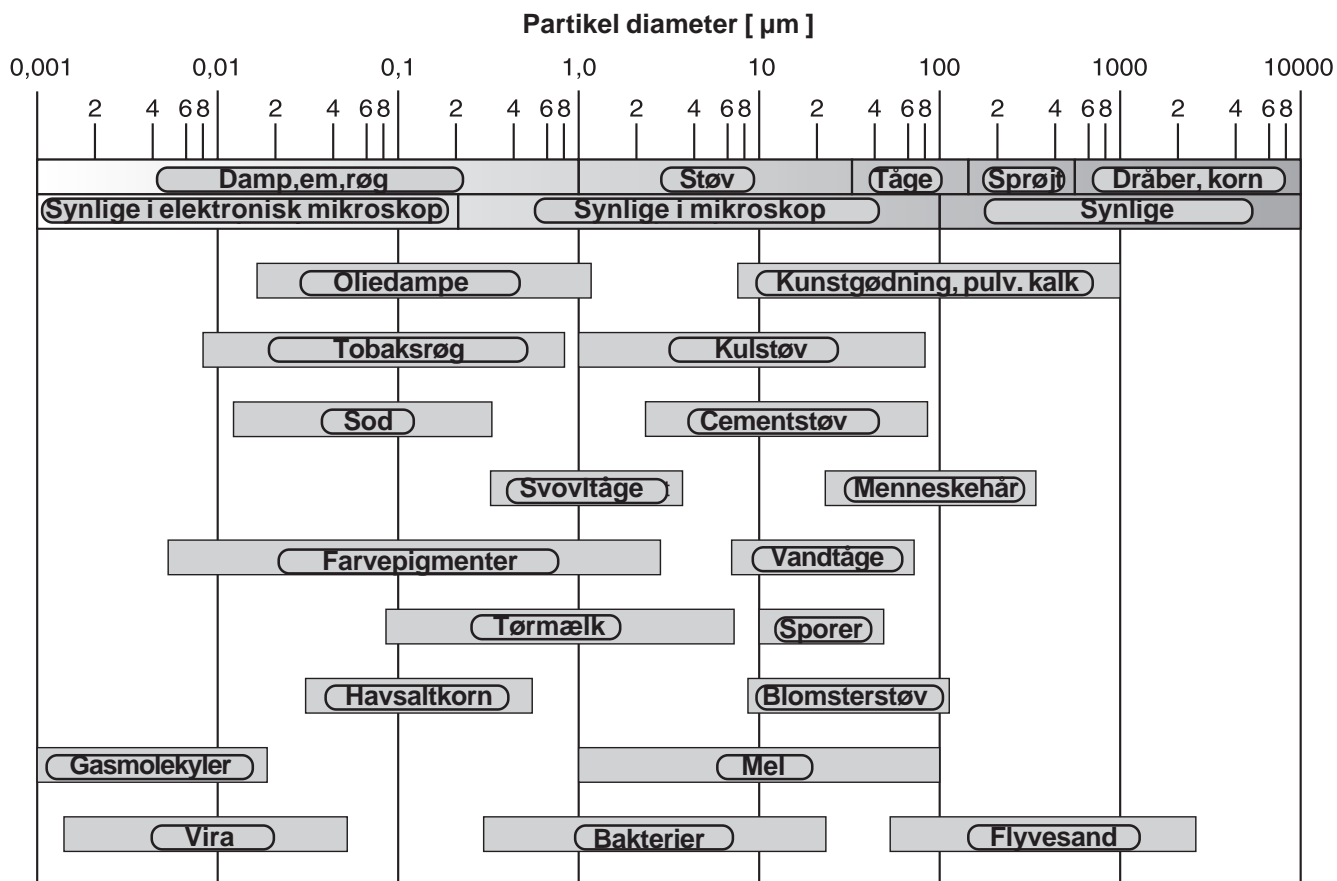 Partikel diameter [ µm ]
0,001 0,01 0,1 1,0 10 100 1000 10000
2 4 6 8 2 4 6 8 2 4 6 8 2 4 6 8 2 4 6 8 2 4 6 8 2 4 6 8
Damp,em,røg Støv Tåge Sprøjt Dråber, korn
Synlige i elektronisk mikroskop Synlige i mikroskop Synlige
Oliedampe Kunstgødning, pulv. kalk
Tobaksrøg Kulstøv
Sod Cementstøv
Svovltåge Menneskehår
Farvepigmenter Vandtåge
Tørmælk Sporer
Havsaltkorn Blomsterstøv
Gasmolekyler Mel
Vira Bakterier Flyvesand